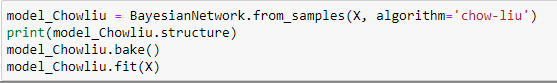 model_Chowliu = BayesianNetwork.from_samples(X, algorithm='chow-liu')
print(model_Chowliu.structure)
model_Chowliu.bake()
model_Chowliu.fit(X)